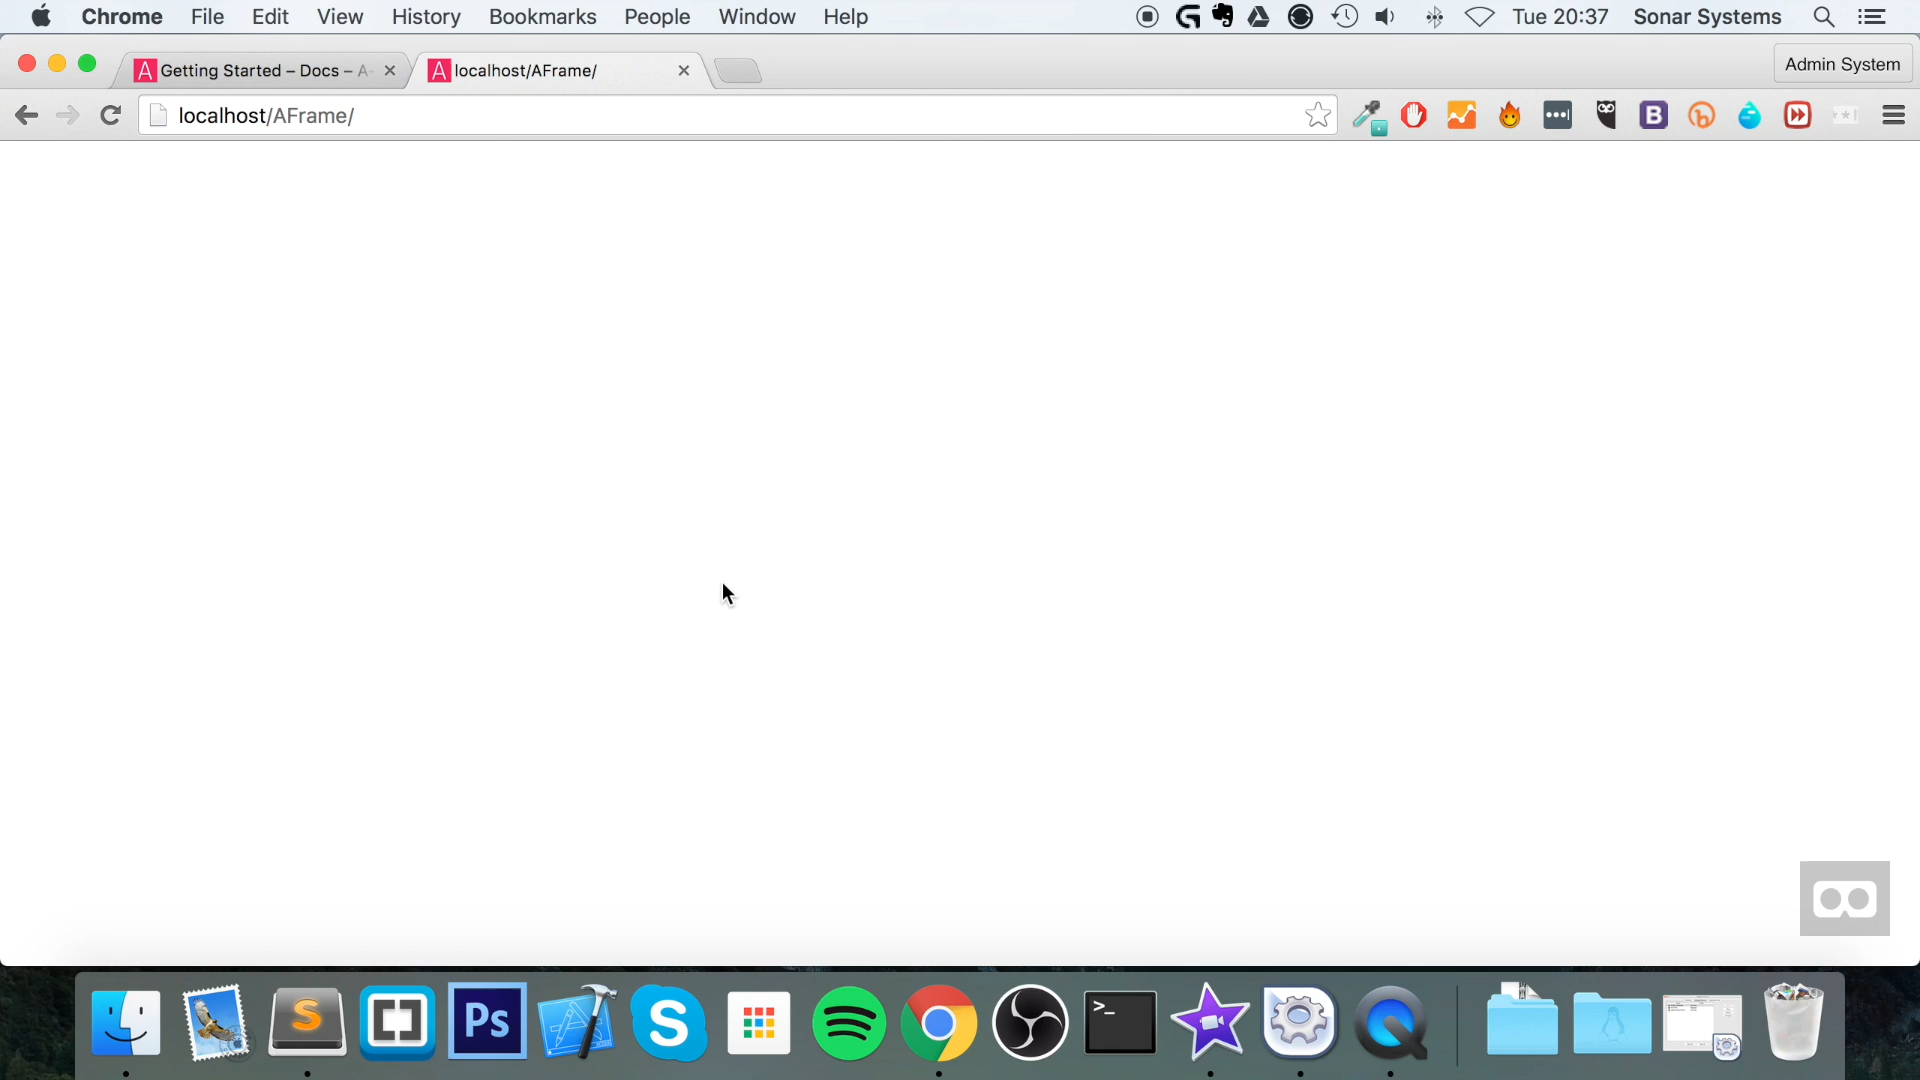 Chrome File Edit View History Bookmarks People Window Help Tue 20:37 Sonar Systems
A Getting Started – Docs – A- A localhost/AFrame/ Admin System
localhost/AFrame/ B b
S Ps S >_